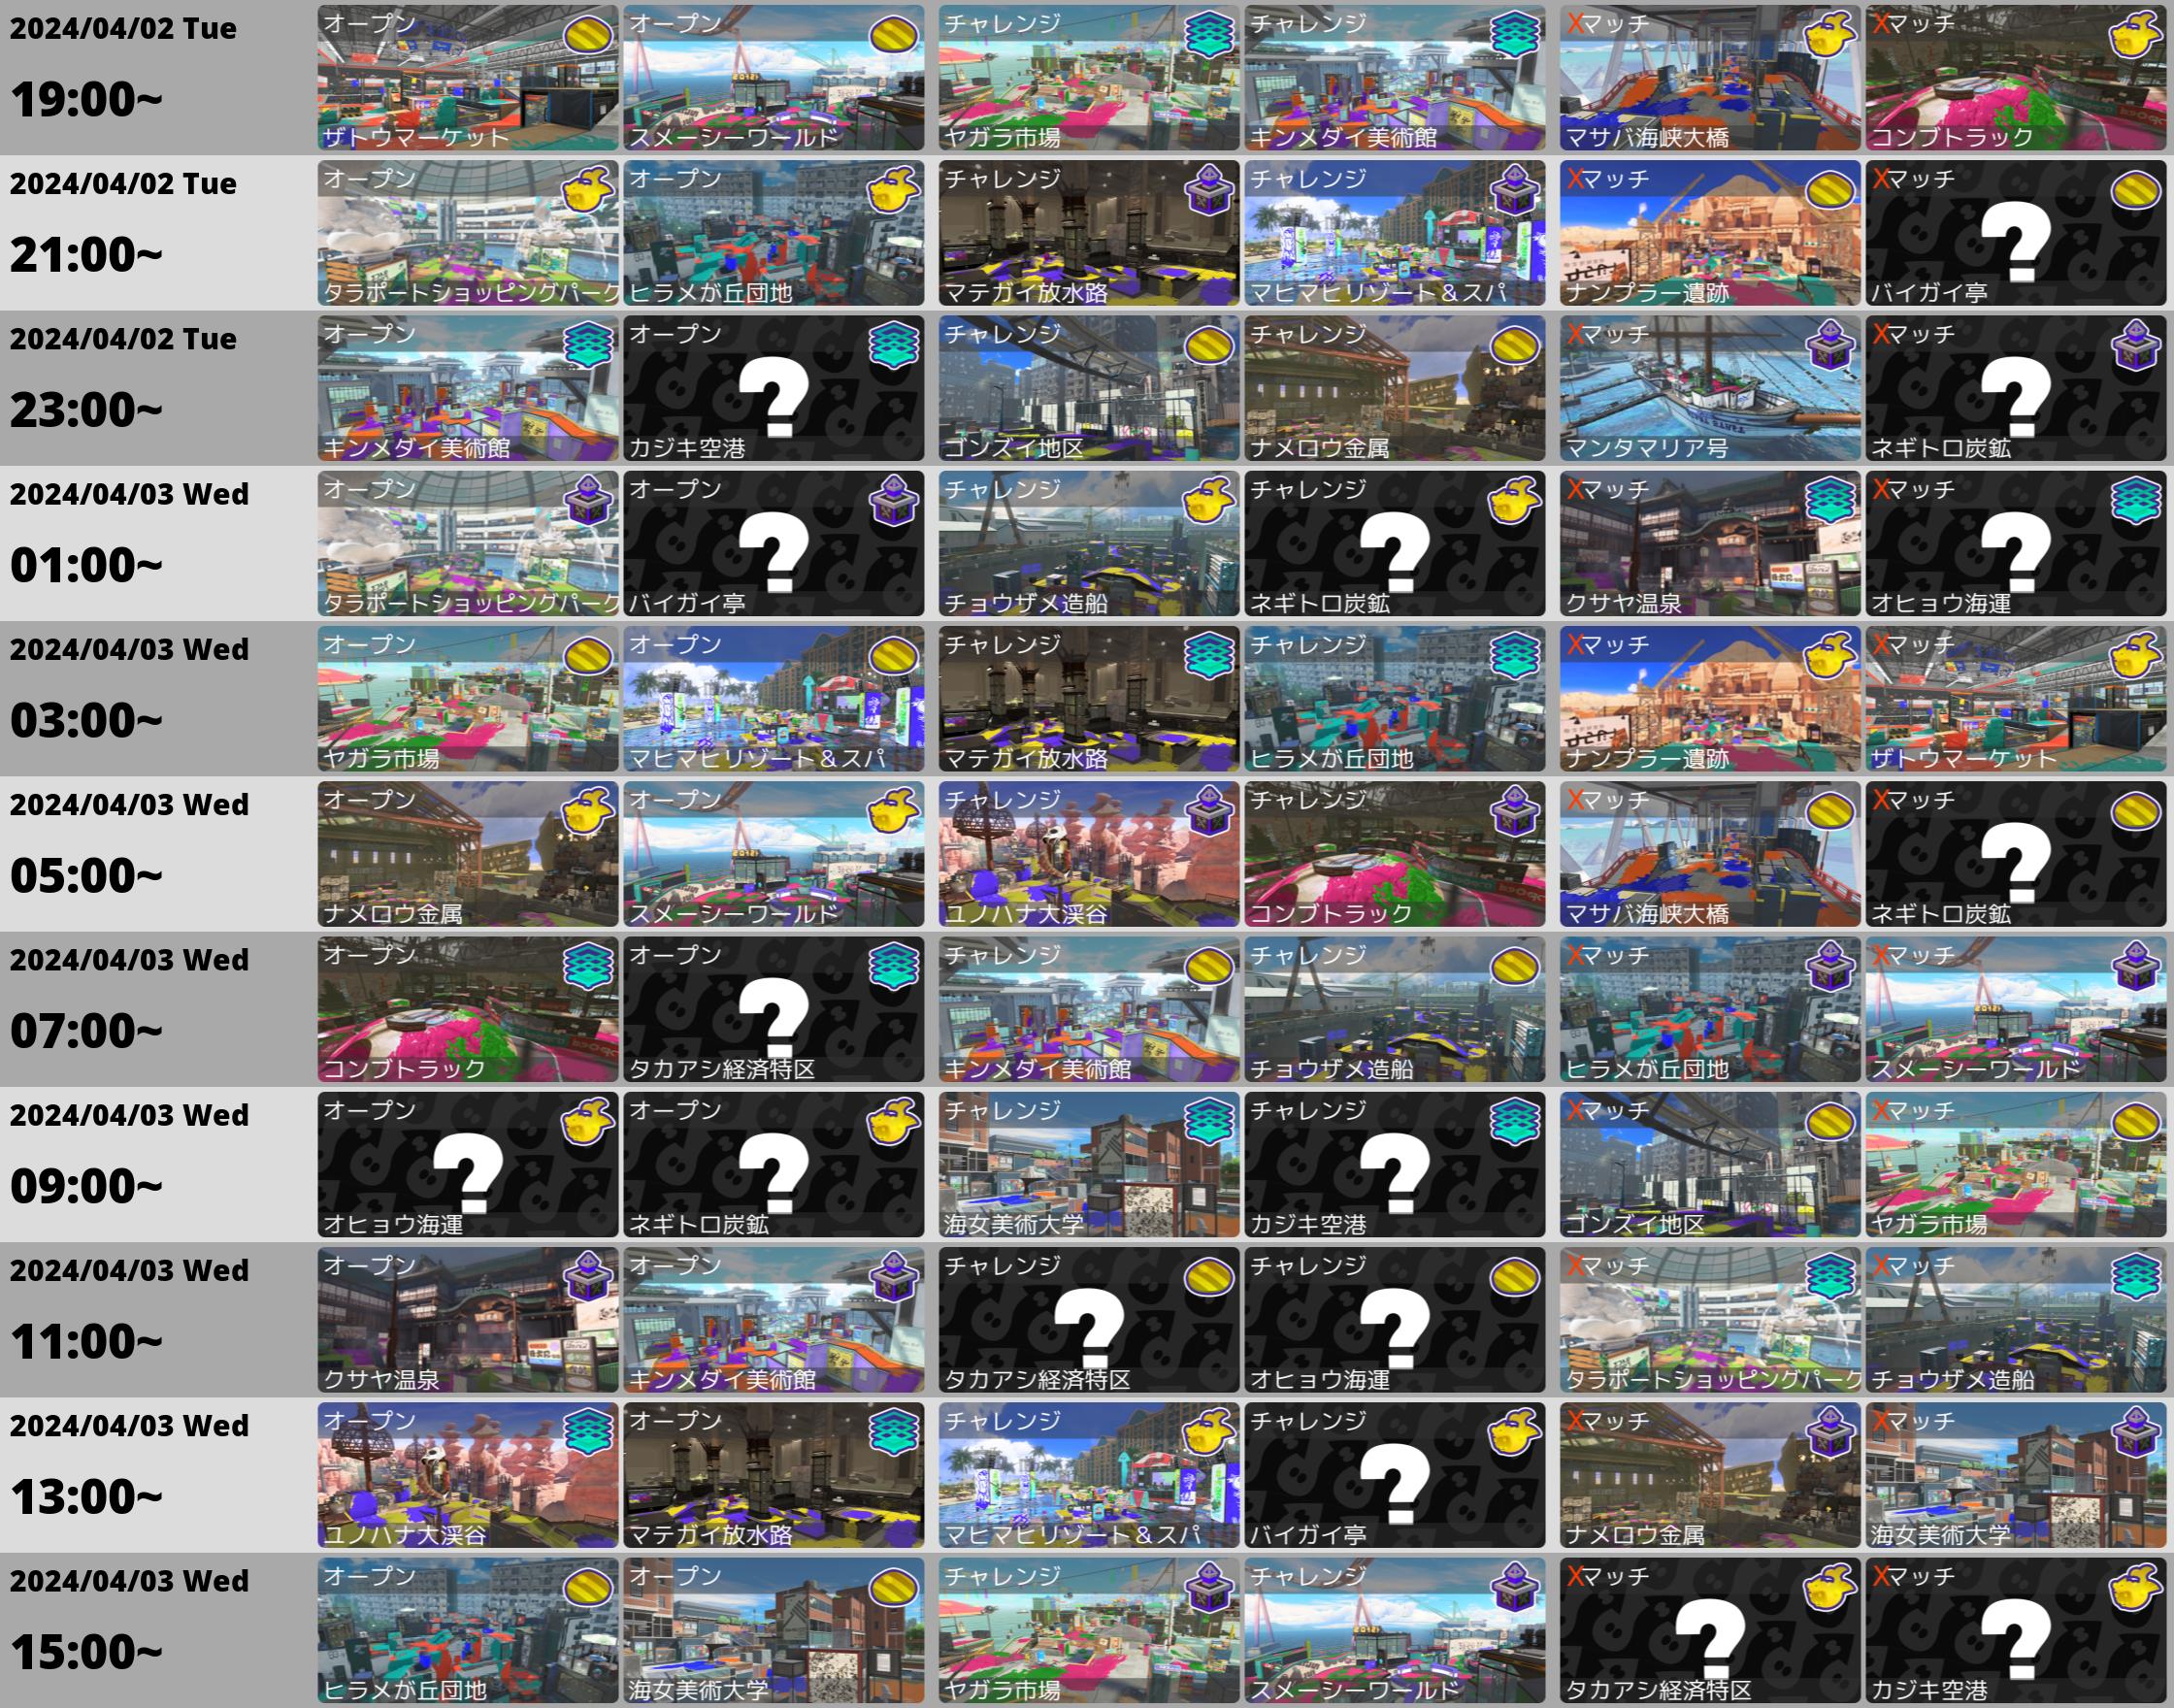 2024/04/02 Tue
19:00~
オープン
ザトウマーケット
オープン
スメーシーワールド
チャレンジ
ヤガラ市場
チャレンジ
キンメダイ美術館
Xマッチ
マサバ海峡大橋
Xマッチ
コンブトラック
2024/04/02 Tue
21:00~
オープン
タラポートショッピングパーク
オープン
ヒラメが丘団地
チャレンジ
マテガイ放水路
チャレンジ
マヒマヒリゾート&スパ
Xマッチ
ナンプラー遺跡
Xマッチ
?
バイガイ亭
2024/04/02 Tue
23:00~
オープン
キンメダイ美術館
オープン
?
カジキ空港
チャレンジ
ゴンズイ地区
チャレンジ
ナメロウ金属
Xマッチ
マンタマリア号
Xマッチ
?
ネギトロ炭鉱
2024/04/03 Wed
01:00~
オープン
タラポートショッピングパーク
オープン
?
バイガイ亭
チャレンジ
チョウザメ造船
チャレンジ
?
ネギトロ炭鉱
Xマッチ
クサヤ温泉
Xマッチ
?
オヒョウ海運
2024/04/03 Wed
03:00~
オープン
ヤガラ市場
オープン
マヒマヒリゾート&スパ
チャレンジ
マテガイ放水路
チャレンジ
ヒラメが丘団地
Xマッチ
ナンプラー遺跡
Xマッチ
ザトウマーケット
2024/04/03 Wed
05:00~
オープン
ナメロウ金属
オープン
スメーシーワールド
チャレンジ
ユノハナ大渓谷
チャレンジ
コンブトラック
Xマッチ
マサバ海峡大橋
Xマッチ
?
ネギトロ炭鉱
2024/04/03 Wed
07:00~
オープン
コンブトラック
オープン
?
タカアシ経済特区
チャレンジ
キンメダイ美術館
チャレンジ
チョウザメ造船
Xマッチ
ヒラメが丘団地
Xマッチ
スメーシーワールド
2024/04/03 Wed
09:00~
オープン
?
オヒョウ海運
オープン
?
ネギトロ炭鉱
チャレンジ
海女美術大学
チャレンジ
?
カジキ空港
Xマッチ
ゴンズイ地区
Xマッチ
ヤガラ市場
2024/04/03 Wed
11:00~
オープン
クサヤ温泉
オープン
キンメダイ美術館
チャレンジ
?
タカアシ経済特区
チャレンジ
?
オヒョウ海運
Xマッチ
タラポートショッピングパーク
Xマッチ
チョウザメ造船
2024/04/03 Wed
13:00~
オープン
ユノハナ大渓谷
オープン
マテガイ放水路
チャレンジ
マヒマヒリゾート&スパ
チャレンジ
?
バイガイ亭
Xマッチ
ナメロウ金属
Xマッチ
海女美術大学
2024/04/03 Wed
15:00~
オープン
ヒラメが丘団地
オープン
海女美術大学
チャレンジ
ヤガラ市場
チャレンジ
スメーシーワールド
Xマッチ
?
タカアシ経済特区
Xマッチ
?
カジキ空港